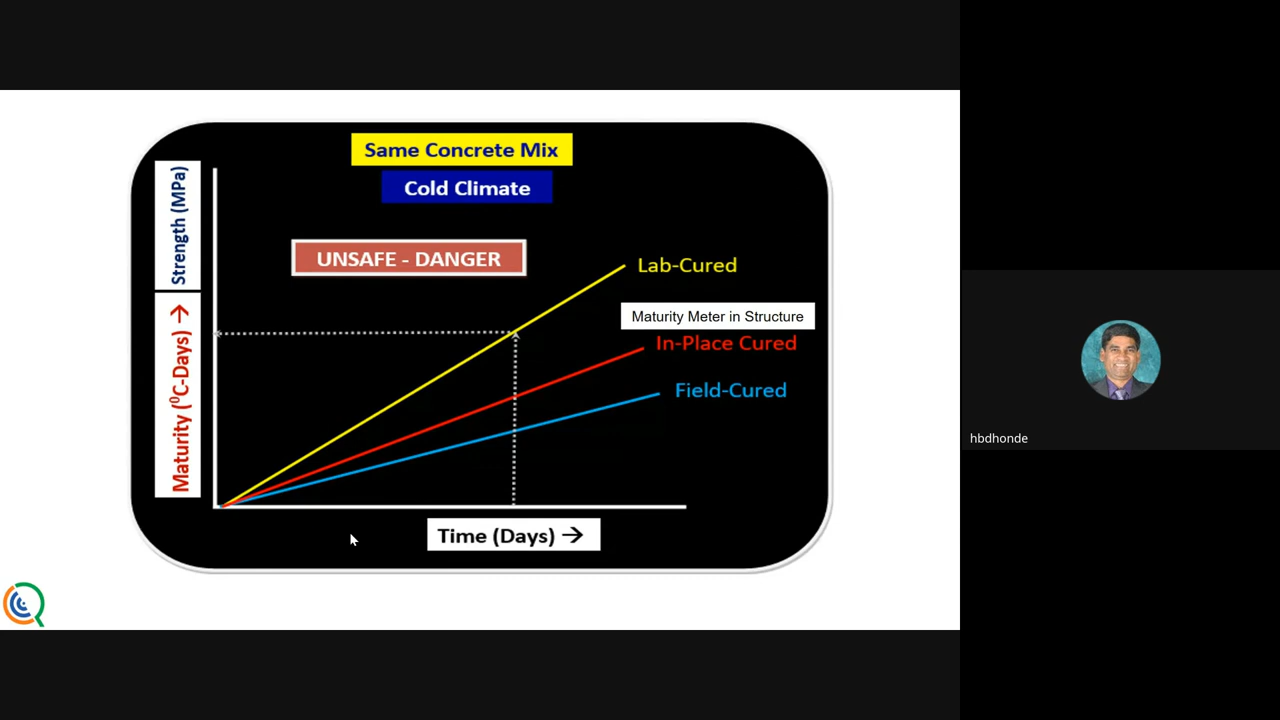 Same Concrete Mix
Cold Climate
Strength (MPa)
UNSAFE - DANGER
Lab-Cured
Maturity Meter in Structure
In-Place Cured
Field-Cured
Maturity (⁰C-Days) →
Time (Days) →
hbdhonde